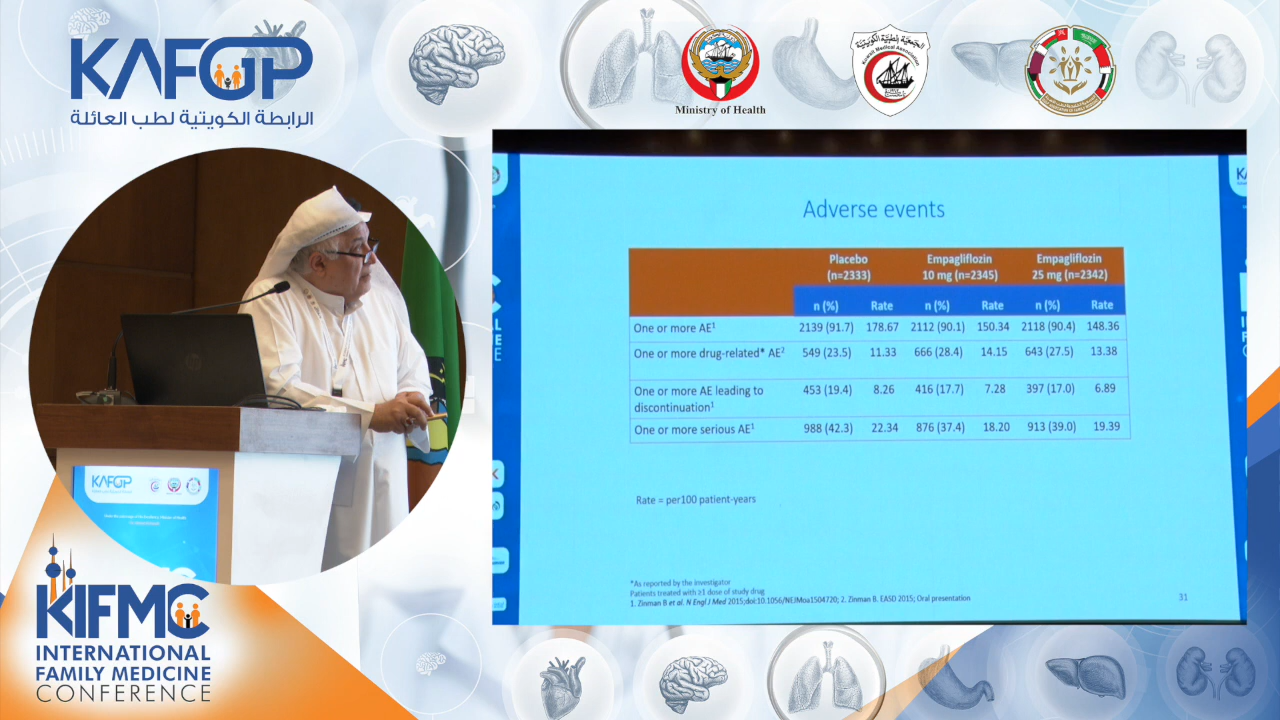 KAFGP
الرابطة الكويتية لطب العائلة
Ministry of Health
الجمعية الطبية الكويتية
Kuwait Medical Association
Adverse events
Placebo (n=2333) Empagliflozin 10 mg (n=2345) Empagliflozin 25 mg (n=2342)
n (%) Rate n (%) Rate n (%) Rate
One or more AE¹ 2139 (91.7) 178.67 2112 (90.1) 150.34 2118 (90.4) 148.36
One or more drug-related* AE² 549 (23.5) 11.33 666 (28.4) 14.15 643 (27.5) 13.38
One or more AE leading to discontinuation¹ 453 (19.4) 8.26 416 (17.7) 7.28 397 (17.0) 6.89
One or more serious AE¹ 988 (42.3) 22.34 876 (37.4) 18.20 913 (39.0) 19.39
Rate = per100 patient-years
*As reported by the investigator
Patients treated with ≥1 dose of study drug
1. Zinman B et al. N Engl J Med 2015;doi:10.1056/NEJMoa1504720; 2. Zinman B. EASD 2015; Oral presentation
31
KAFGP
KIFMC
INTERNATIONAL
FAMILY MEDICINE
CONFERENCE